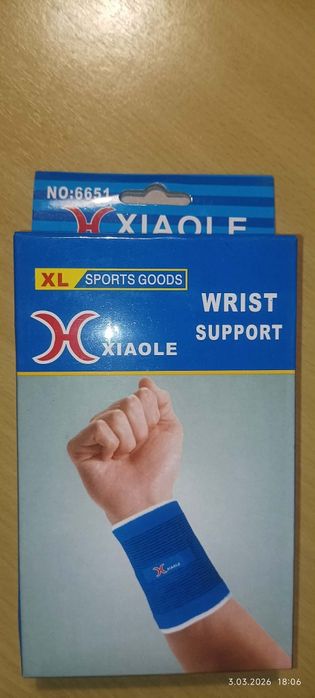 NO:6651
XIAOLE
XL SPORTS GOODS
XIAOLE
WRIST
SUPPORT
XIAOLE
3.03.2026 18:06